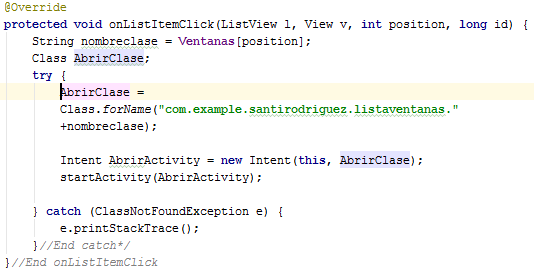 @Override
protected void onListItemClick(ListView l, View v, int position, long id) {
String nombreclase = Ventanas[position];
Class AbrirClase;
try {
AbrirClase =
Class.forName("com.example.santirodriguez.listaventanas."
+nombreclase);
Intent AbrirActivity = new Intent(this, AbrirClase);
startActivity(AbrirActivity);
} catch (ClassNotFoundException e) {
e.printStackTrace();
}//End catch*/
}//End onListItemClick